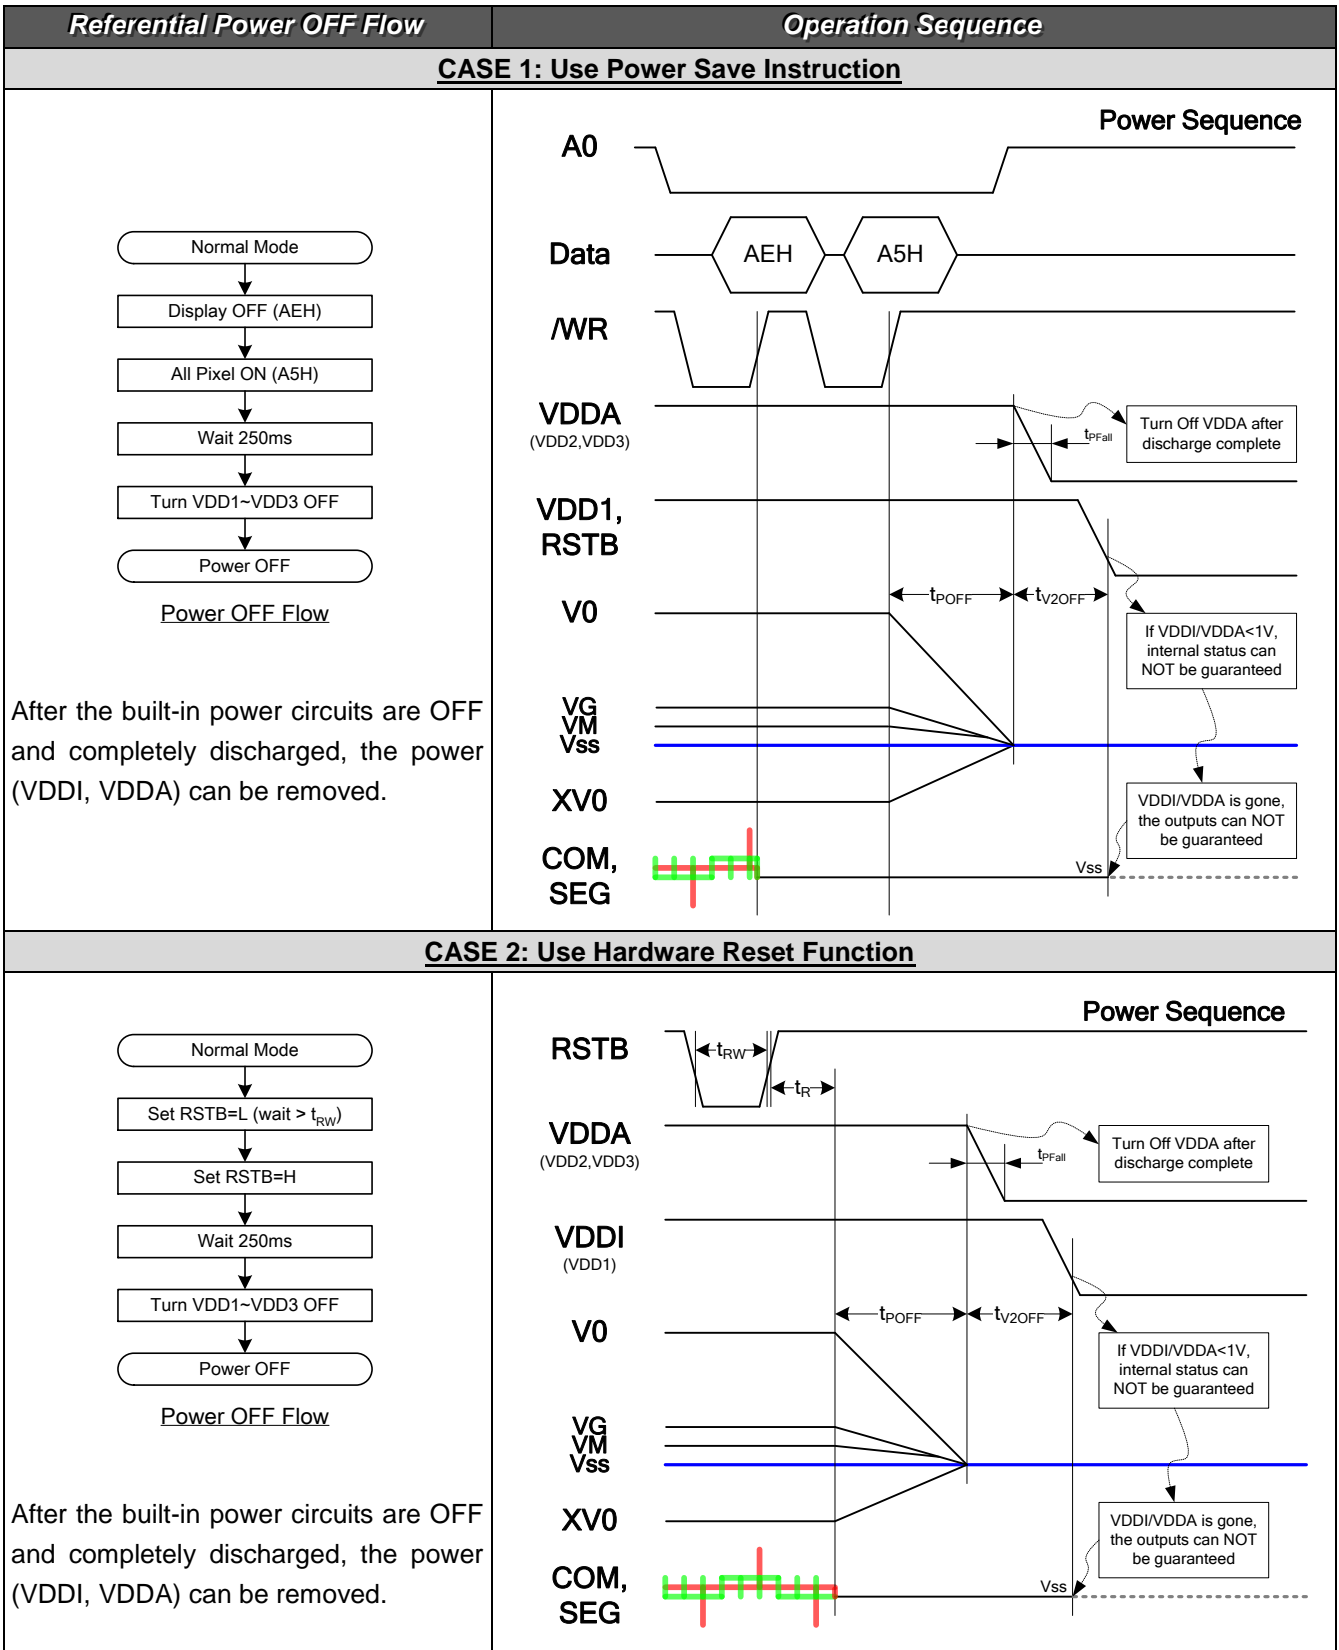 Referential Power OFF Flow
Operation Sequence
CASE 1: Use Power Save Instruction
Normal Mode
Display OFF (AEH)
All Pixel ON (A5H)
Wait 250ms
Turn VDD1~VDD3 OFF
Power OFF
Power OFF Flow
After the built-in power circuits are OFF
and completely discharged, the power
(VDDI, VDDA) can be removed.
Power Sequence
A0
Data
AEH
A5H
/WR
VDDA
(VDD2,VDD3)
tPFall
Turn Off VDDA after
discharge complete
VDD1,
RSTB
tPOFF
tV2OFF
V0
If VDDI/VDDA<1V,
internal status can
NOT be guaranteed
VG
VM
Vss
XV0
VDDI/VDDA is gone,
the outputs can NOT
be guaranteed
COM,
SEG
Vss
CASE 2: Use Hardware Reset Function
Normal Mode
Set RSTB=L (wait > tRW)
Set RSTB=H
Wait 250ms
Turn VDD1~VDD3 OFF
Power OFF
Power OFF Flow
After the built-in power circuits are OFF
and completely discharged, the power
(VDDI, VDDA) can be removed.
Power Sequence
RSTB
tRW
tR
VDDA
(VDD2,VDD3)
tPFall
Turn Off VDDA after
discharge complete
VDDI
(VDD1)
tPOFF
tV2OFF
V0
If VDDI/VDDA<1V,
internal status can
NOT be guaranteed
VG
VM
Vss
XV0
VDDI/VDDA is gone,
the outputs can NOT
be guaranteed
COM,
SEG
Vss